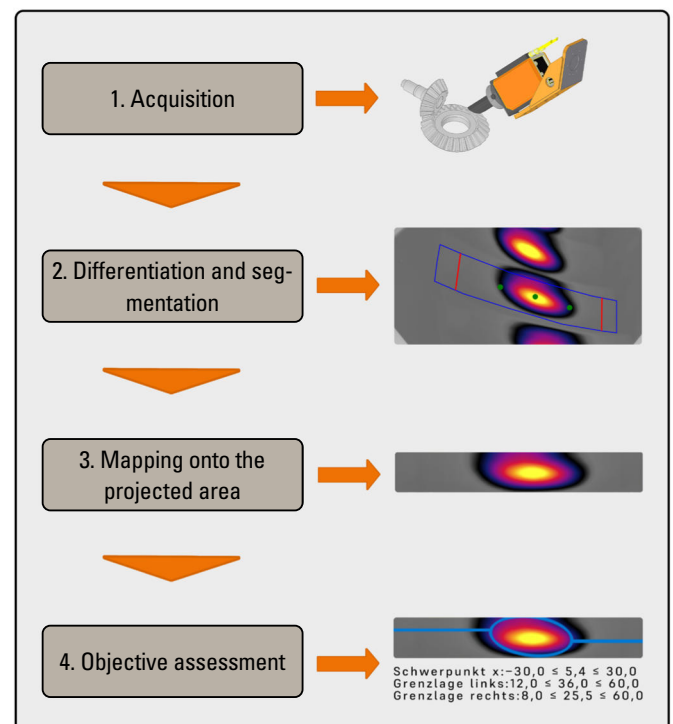 1. Acquisition
2. Differentiation and seg-
mentation
3. Mapping onto the
projected area
4. Objective assessment
Schwerpunkt x:-30,0 ≤ 5,4 ≤ 30,0
Grenzlage links:12,0 ≤ 36,0 ≤ 60,0
Grenzlage rechts:8,0 ≤ 25,5 ≤ 60,0